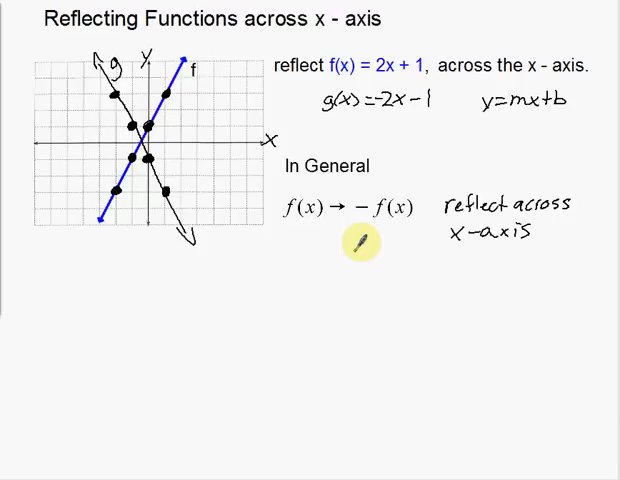 Reflecting Functions across x - axis
y
g
f
x
reflect f(x) = 2x + 1, across the x - axis.
g(x) = -2x - 1 y = mx + b
In General
f(x) → - f(x) reflect across
x - axis